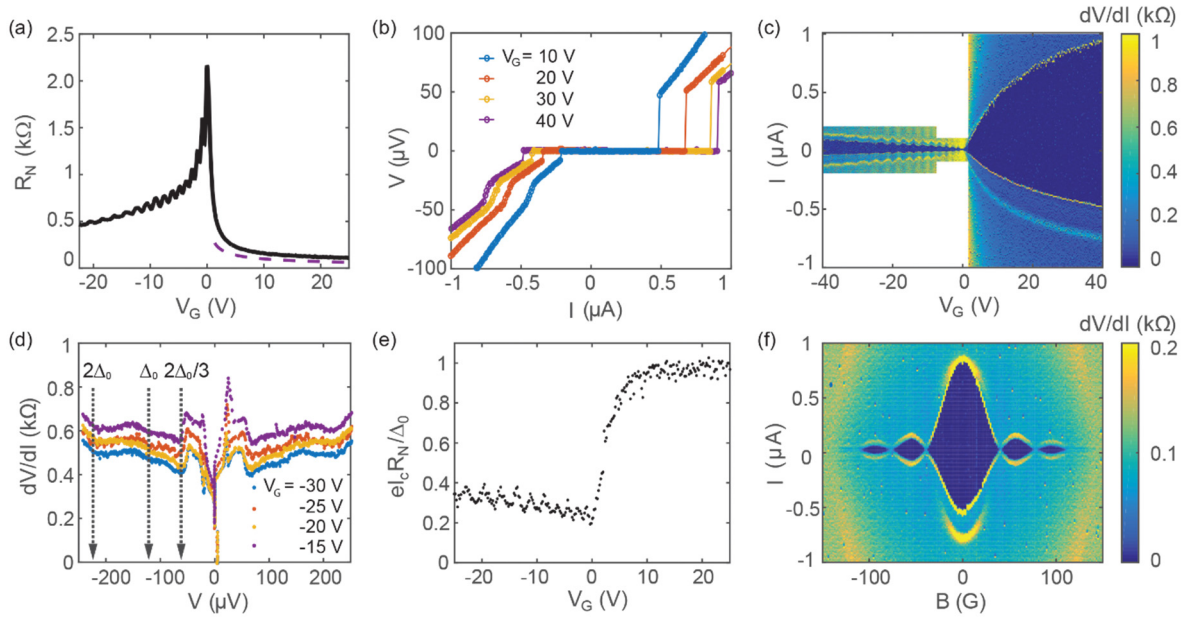 (a)
2.5
2
1.5
1
0.5
0
R_N (kΩ)
-20 -10 0 10 20
V_G (V)
(b)
100
50
0
-50
-100
V (µV)
V_G = 10 V
20 V
30 V
40 V
-1 -0.5 0 0.5 1
I (µA)
(c)
dV/dI (kΩ)
1
0.5
0
-0.5
-1
I (µA)
-40 -20 0 20 40
V_G (V)
1
0.8
0.6
0.4
0.2
0
(d)
1
0.8
0.6
0.4
0.2
0
dV/dI (kΩ)
2Δ₀ Δ₀ 2Δ₀/3
V_G = -30 V
-25 V
-20 V
-15 V
-200 -100 0 100 200
V (µV)
(e)
1
0.8
0.6
0.4
0.2
0
eI_cR_N/Δ₀
-20 -10 0 10 20
V_G (V)
(f)
dV/dI (kΩ)
1
0.5
0
-0.5
-1
I (µA)
-100 0 100
B (G)
0.2
0.1
0